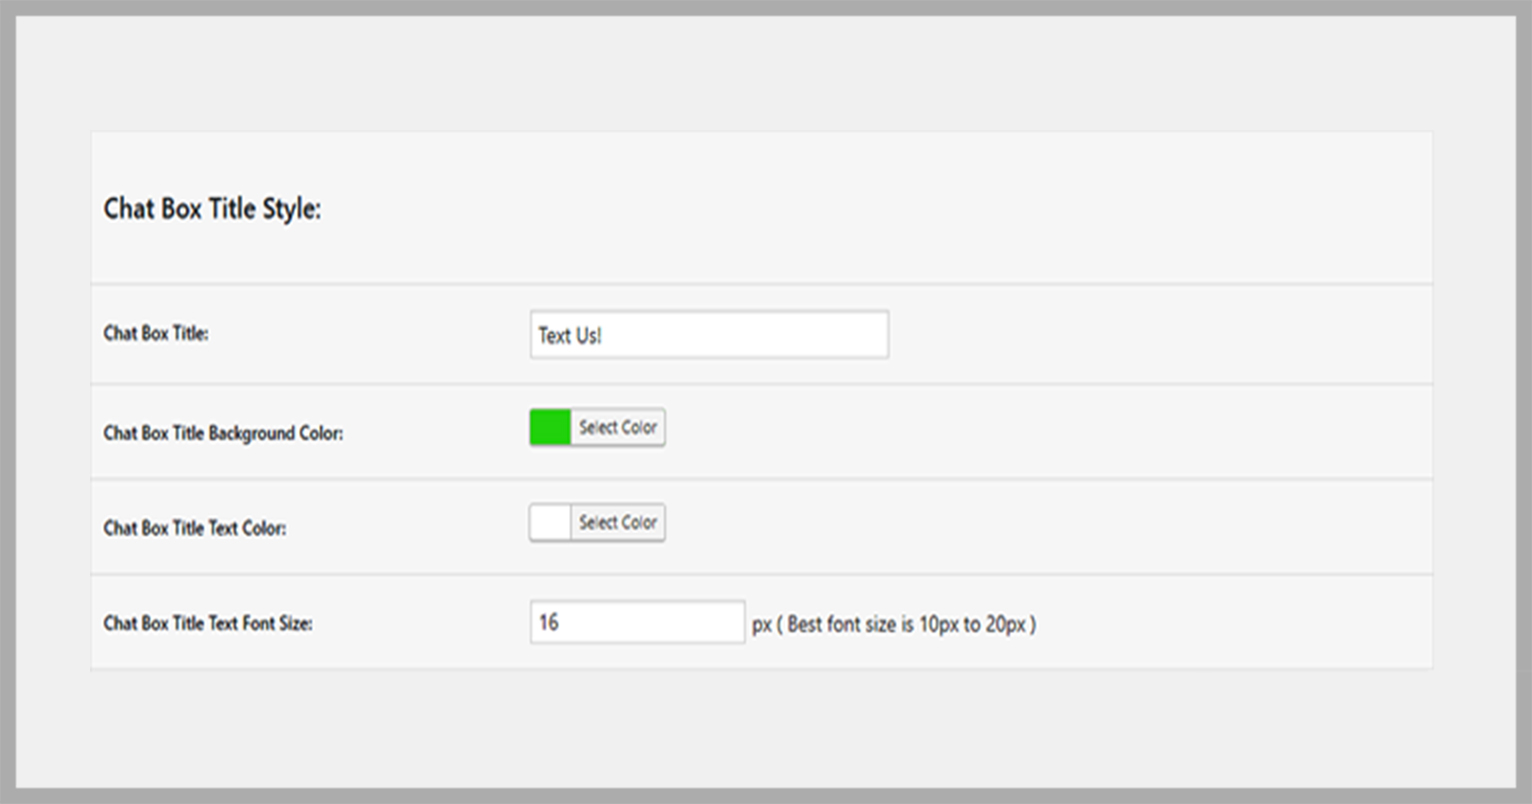 Chat Box Title Style:
Chat Box Title: Text Us!
Chat Box Title Background Color: Select Color
Chat Box Title Text Color: Select Color
Chat Box Title Text Font Size: 16 px ( Best font size is 10px to 20px )